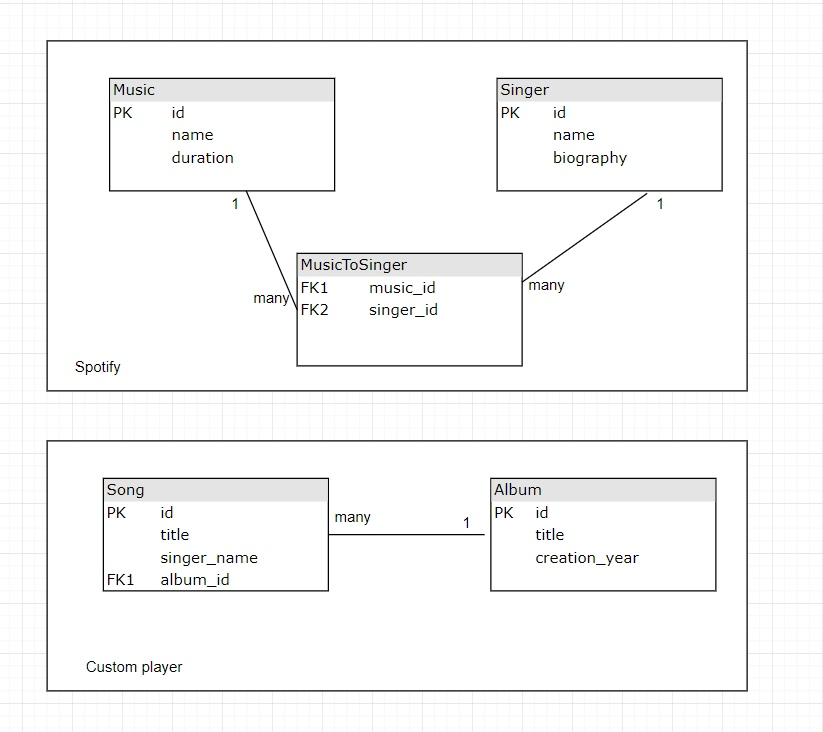 Music
PK id
name
duration
Singer
PK id
name
biography
1
1
MusicToSinger
FK1 music_id
FK2 singer_id
many
many
Spotify
Song
PK id
title
singer_name
FK1 album_id
many
1
Album
PK id
title
creation_year
Custom player